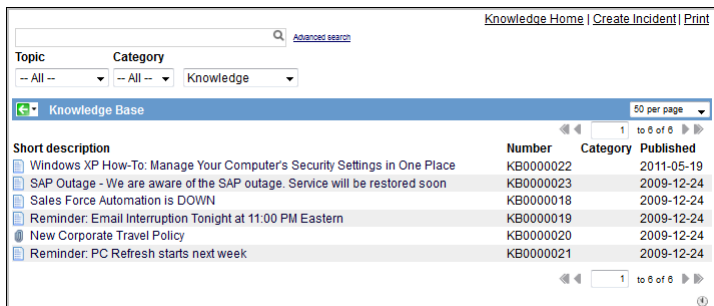 Knowledge Home | Create Incident | Print
Advanced search
Topic Category
-- All -- -- All -- Knowledge
Knowledge Base 50 per page
1 to 6 of 6
Short description Number Category Published
Windows XP How-To: Manage Your Computer's Security Settings in One Place KB0000022 2011-05-19
SAP Outage - We are aware of the SAP outage. Service will be restored soon KB0000023 2009-12-24
Sales Force Automation is DOWN KB0000018 2009-12-24
Reminder: Email Interruption Tonight at 11:00 PM Eastern KB0000019 2009-12-24
New Corporate Travel Policy KB0000020 2009-12-24
Reminder: PC Refresh starts next week KB0000021 2009-12-24
1 to 6 of 6